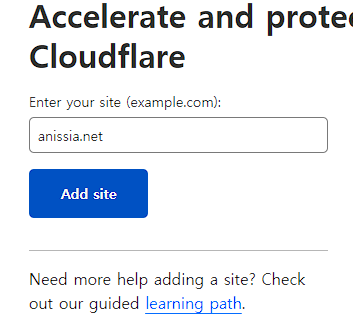 Accelerate and protec
Cloudflare
Enter your site (example.com):
anissia.net
Add site
Need more help adding a site? Check
out our guided learning path.